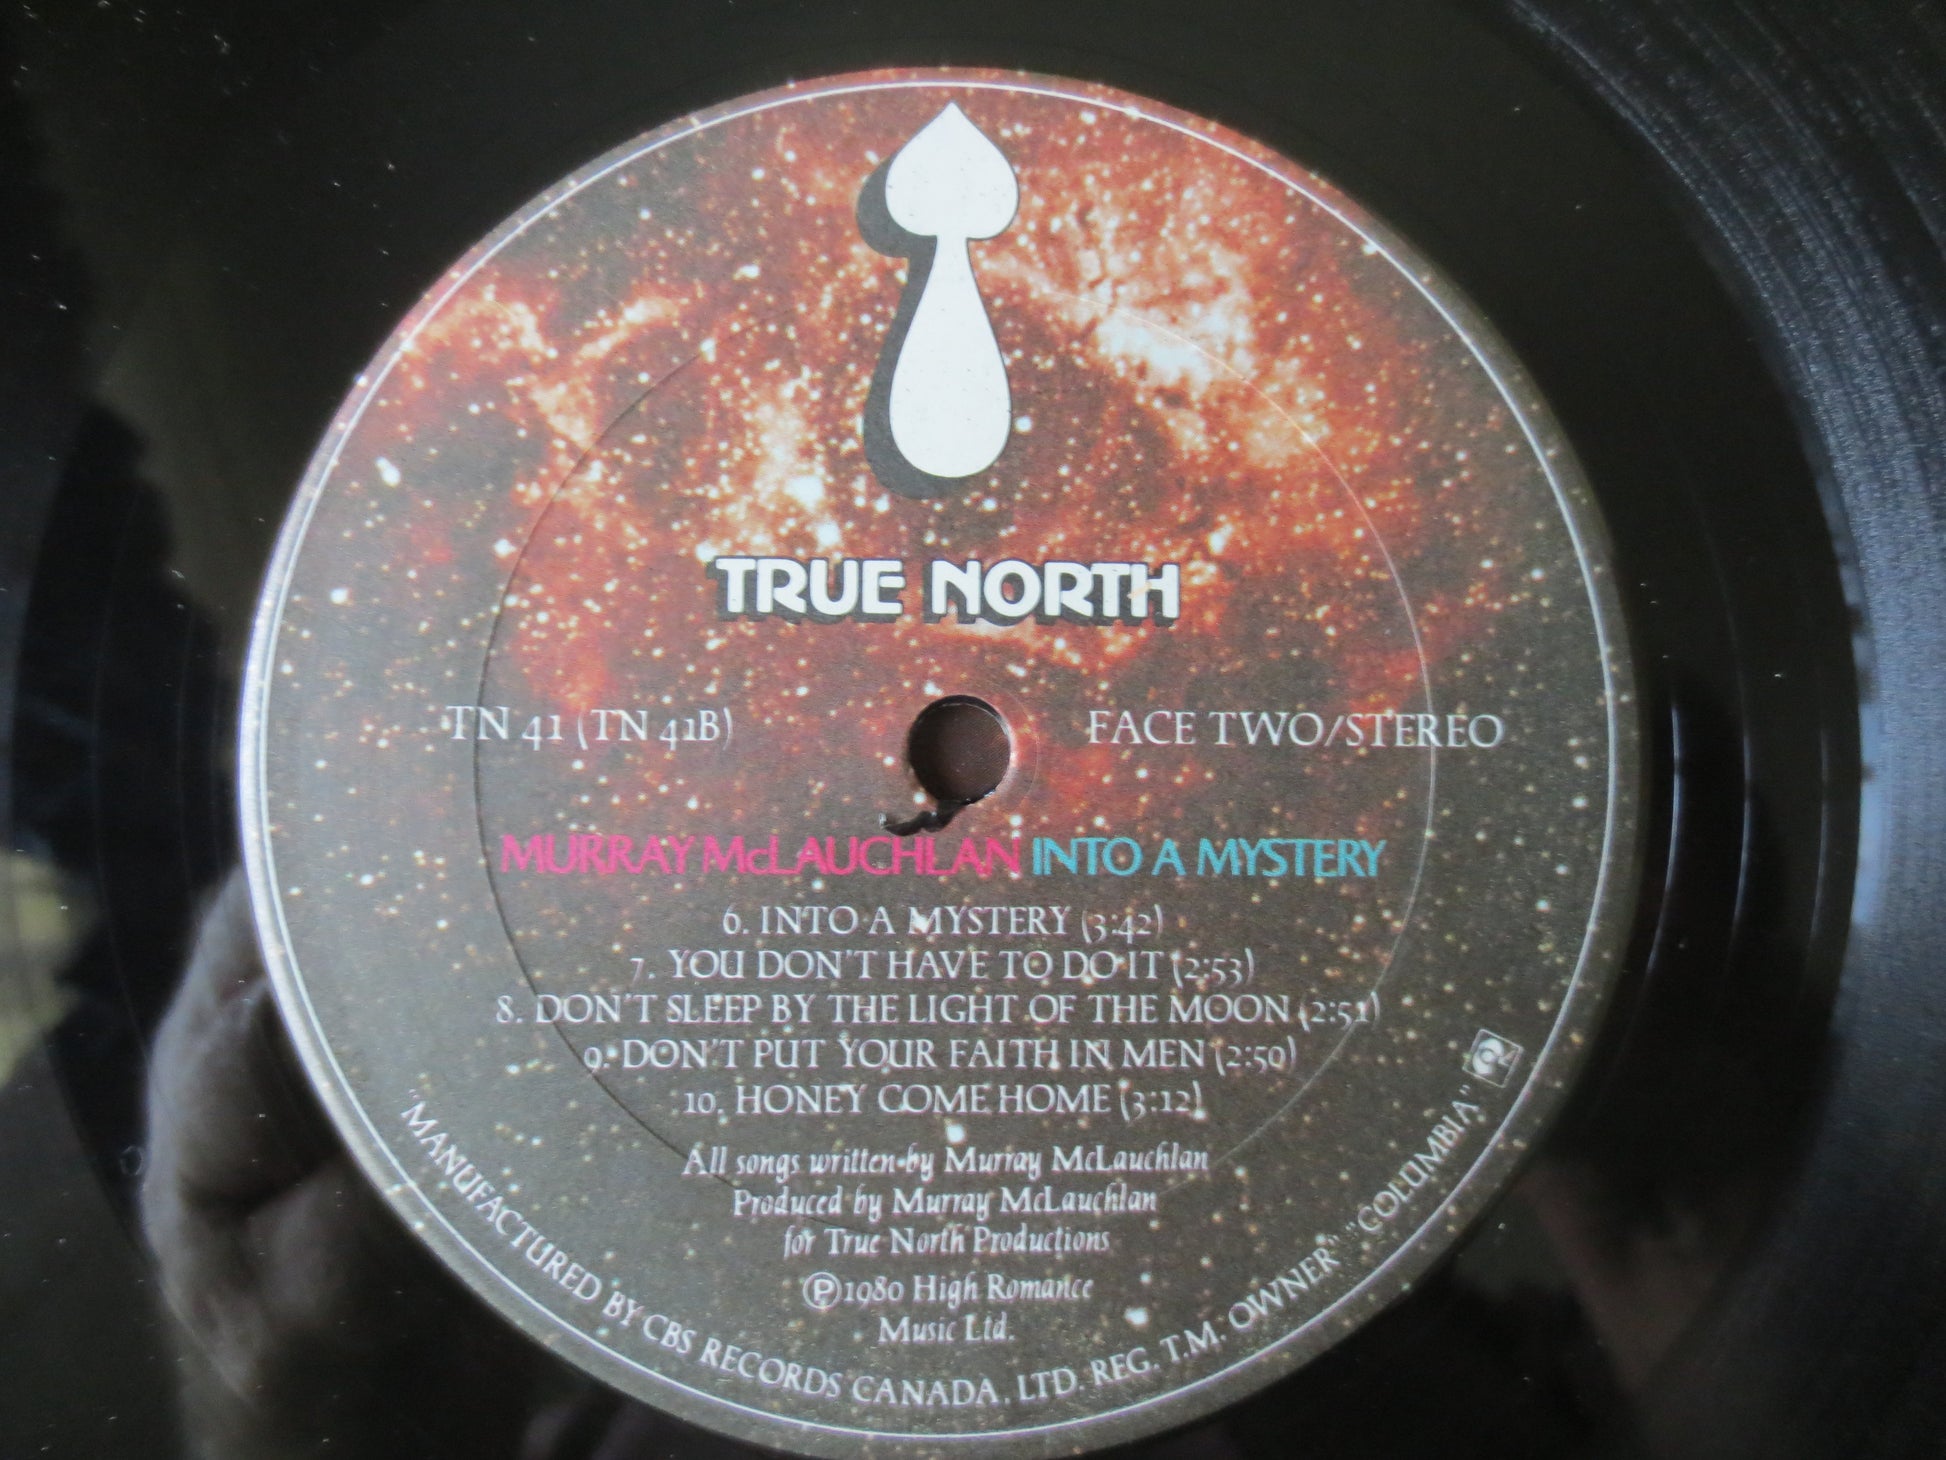 TRUE NORTH
TN 41 (TN 41B)
FACE TWO/STEREO
MURRAY McLAUCHLAN INTO A MYSTERY
6. INTO A MYSTERY (3:42)
7. YOU DON'T HAVE TO DO IT (2:53)
8. DON'T SLEEP BY THE LIGHT OF THE MOON (2:51)
9. DON'T PUT YOUR FAITH IN MEN (2:50)
10. HONEY COME HOME (3:12)
All songs written by Murray McLauchlan
Produced by Murray McLauchlan
for True North Productions
℗ 1980 High Romance
Music Ltd.
"MANUFACTURED BY CBS RECORDS CANADA, LTD. REG. T.M. OWNER" "COLUMBIA"